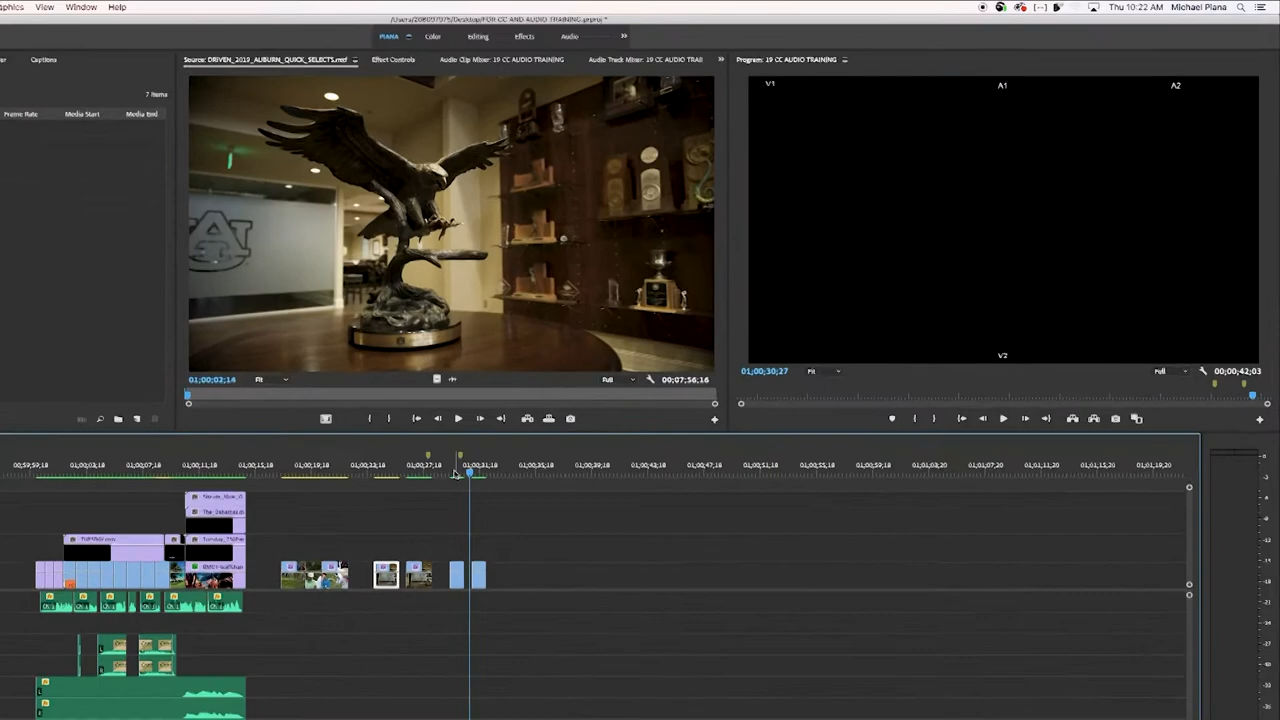 aphics View Window Help Thu 10:22 AM Michael Plana
/Users/206097975/Desktop/FOR CC AND AUDIO TRAINING.prproj *
PIANA Color Editing Effects Audio
Captions
Source: DRIVEN_2019_AUBURN_QUICK_SELECTS.mxf Effect Controls Audio Clip Mixer: 19 CC AUDIO TRAINING Audio Track Mixer: 19 CC AUDIO TRAII
Program: 19 CC AUDIO TRAINING
7 Items
Frame Rate Media Start Media End
V1 A1 A2
V2
01;00;02;14 Fit Full 00;07;56;16
01;00;30;27 Fit Full 00;00;42;03
00;59;59;18 01;00;03;18 01;00;07;18 01;00;11;18 01;00;15;18 01;00;19;18 01;00;23;18 01;00;27;18 01;00;31;18 01;00;35;18 01;00;39;18 01;00;43;18 01;00;47;18 01;00;51;18 01;00;55;18 01;00;59;18 01;01;03;20 01;01;07;20 01;01;11;20 01;01;15;20 01;01;19;20